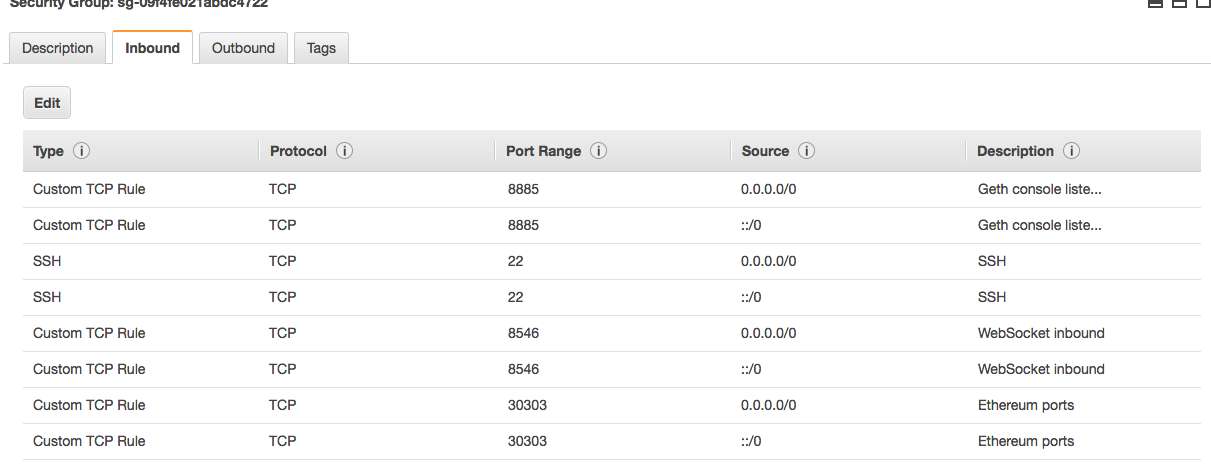 Security Group: sg-09f4fe021abdc4722
Description Inbound Outbound Tags
Edit
Type Protocol Port Range Source Description
Custom TCP Rule TCP 8885 0.0.0.0/0 Geth console liste...
Custom TCP Rule TCP 8885 ::/0 Geth console liste...
SSH TCP 22 0.0.0.0/0 SSH
SSH TCP 22 ::/0 SSH
Custom TCP Rule TCP 8546 0.0.0.0/0 WebSocket inbound
Custom TCP Rule TCP 8546 ::/0 WebSocket inbound
Custom TCP Rule TCP 30303 0.0.0.0/0 Ethereum ports
Custom TCP Rule TCP 30303 ::/0 Ethereum ports